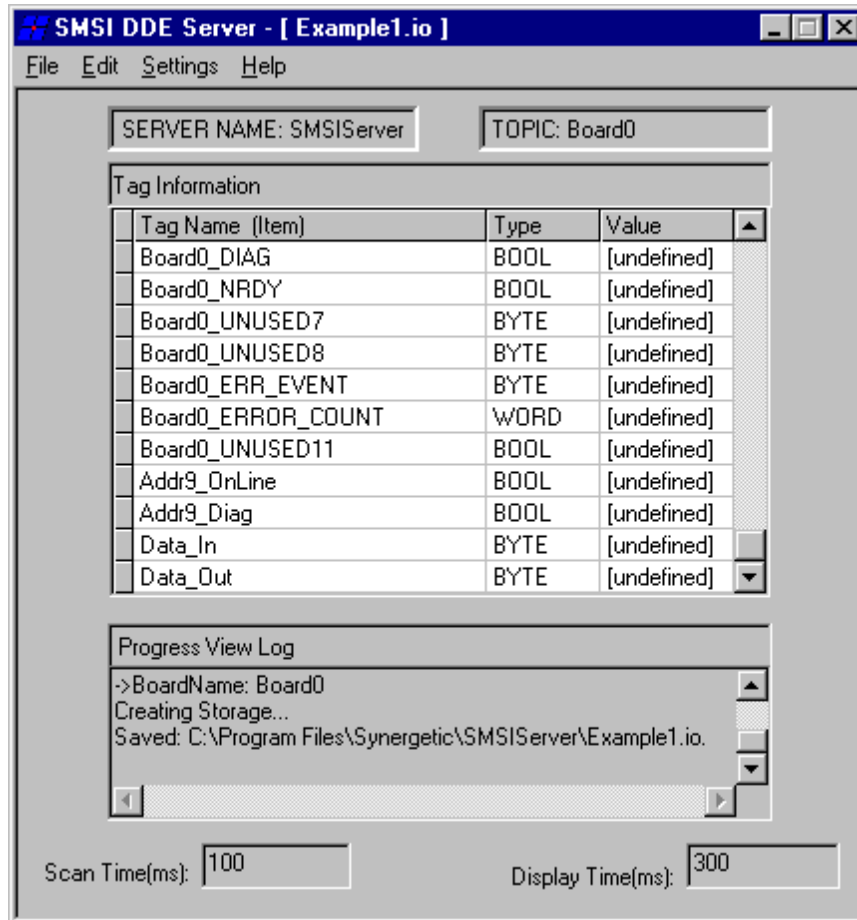 SMSI DDE Server - [ Example1.io ]
File Edit Settings Help
SERVER NAME: SMSIServer TOPIC: Board0
Tag Information
Tag Name (Item) Type Value
Board0_DIAG BOOL [undefined]
Board0_NRDY BOOL [undefined]
Board0_UNUSED7 BYTE [undefined]
Board0_UNUSED8 BYTE [undefined]
Board0_ERR_EVENT BYTE [undefined]
Board0_ERROR_COUNT WORD [undefined]
Board0_UNUSED11 BOOL [undefined]
Addr9_OnLine BOOL [undefined]
Addr9_Diag BOOL [undefined]
Data_In BYTE [undefined]
Data_Out BYTE [undefined]
Progress View Log
->BoardName: Board0
Creating Storage...
Saved: C:\Program Files\Synergetic\SMSIServer\Example1.io.
Scan Time(ms): 100 Display Time(ms): 300